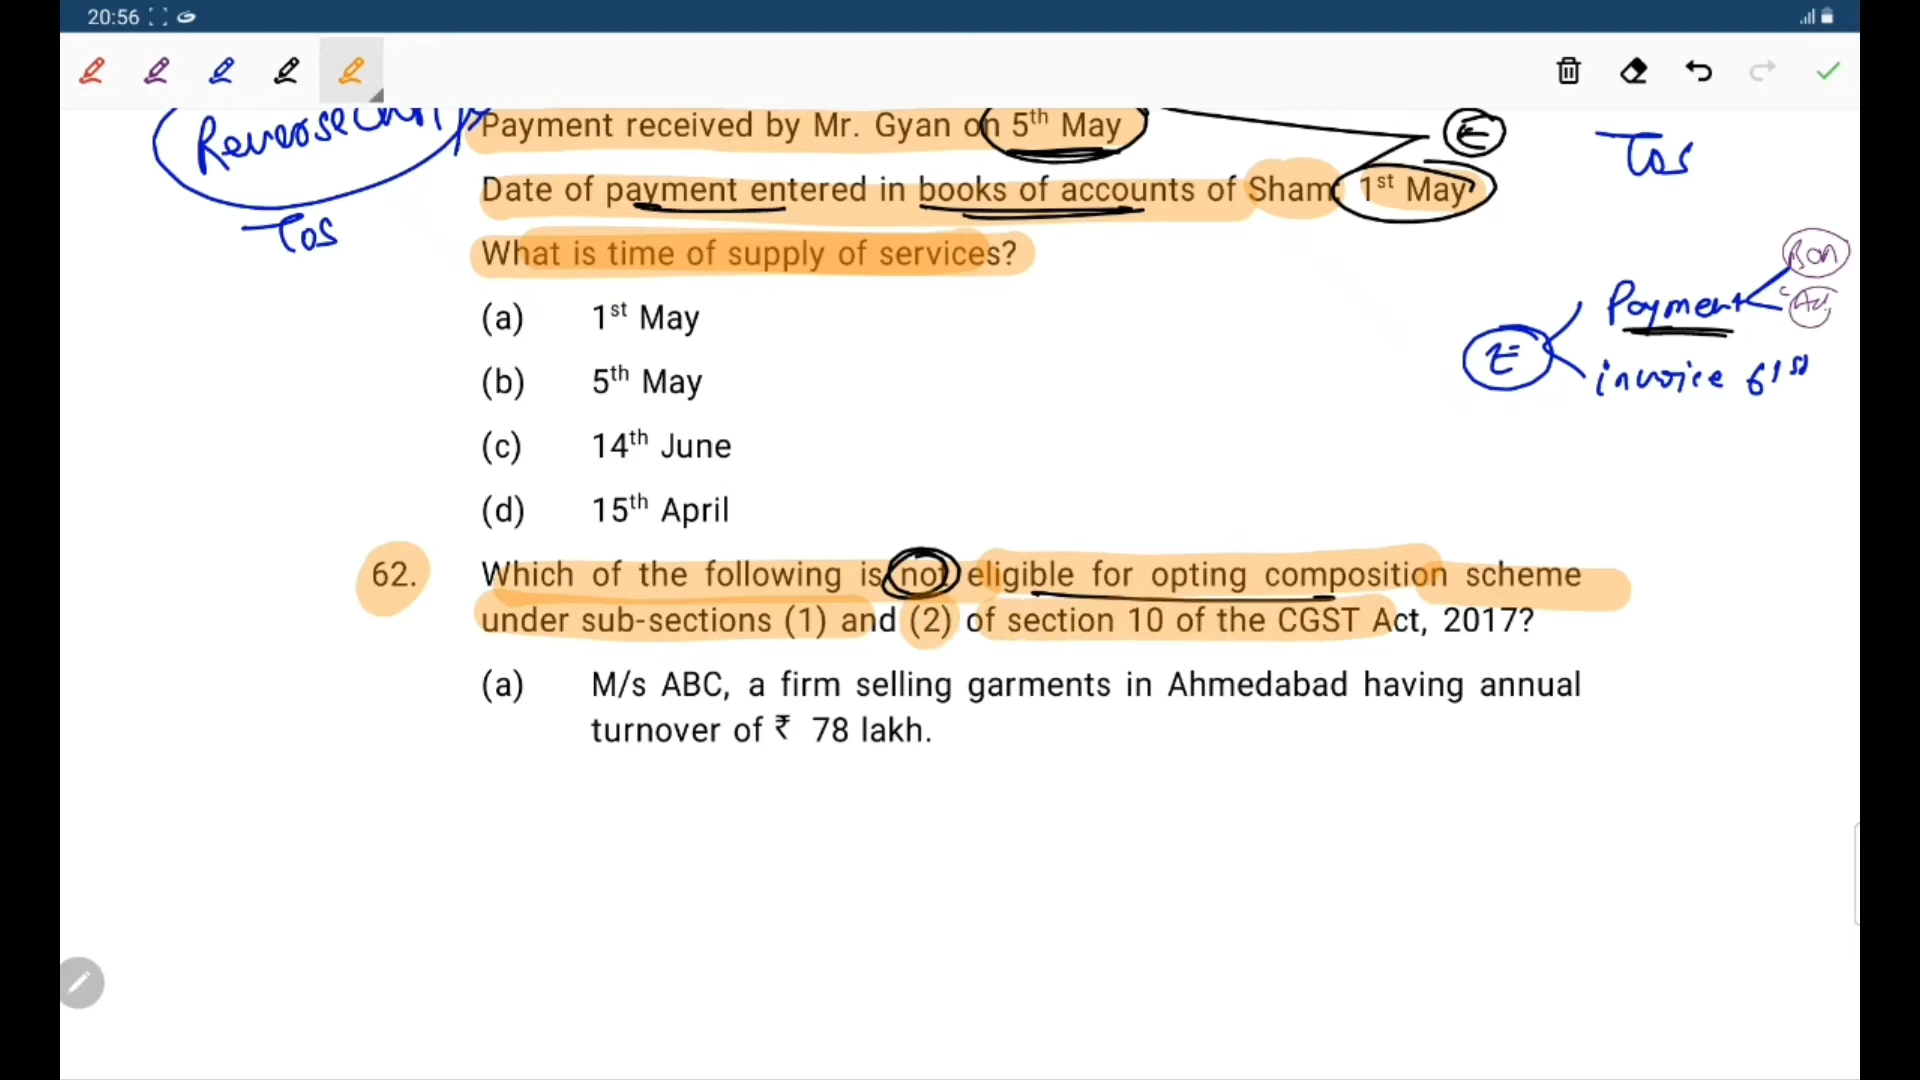 20:56
Reverse
Payment received by Mr. Gyan on 5th May
E
Tos
Date of payment entered in books of accounts of Sham: 1st May
Tos
What is time of supply of services?
Ban
(a) 1st May
Payment
E
(b) 5th May
invoice 61st
(c) 14th June
(d) 15th April
62. Which of the following is not eligible for opting composition scheme
under sub-sections (1) and (2) of section 10 of the CGST Act, 2017?
(a) M/s ABC, a firm selling garments in Ahmedabad having annual
turnover of ₹ 78 lakh.